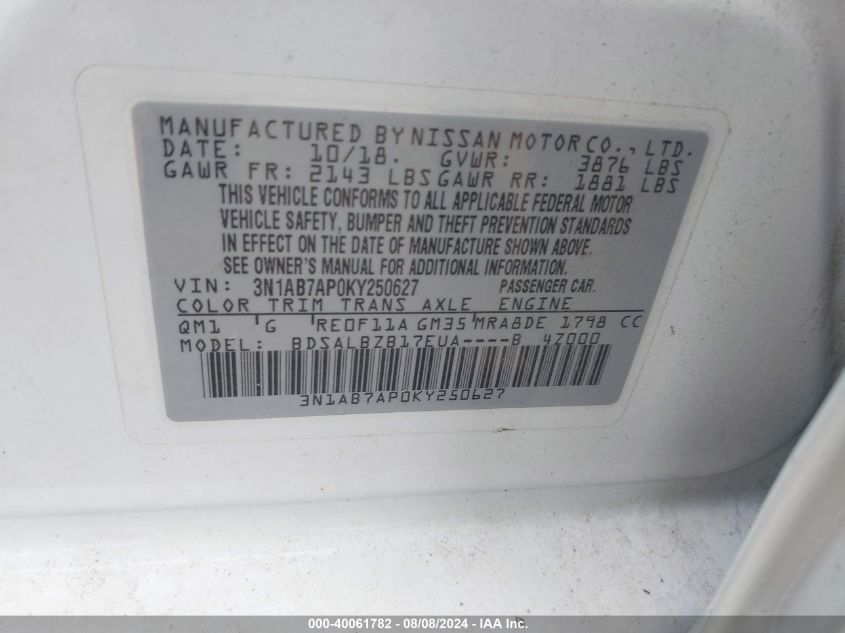 MANUFACTURED BY NISSAN MOTOR CO., LTD.
DATE: 10/18. GVWR: 3876 LBS
GAWR FR: 2143 LBS GAWR RR: 1881 LBS
THIS VEHICLE CONFORMS TO ALL APPLICABLE FEDERAL MOTOR
VEHICLE SAFETY, BUMPER AND THEFT PREVENTION STANDARDS
IN EFFECT ON THE DATE OF MANUFACTURE SHOWN ABOVE.
SEE OWNER'S MANUAL FOR ADDITIONAL INFORMATION.
VIN: 3N1AB7AP0KY250627 PASSENGER CAR.
COLOR TRIM TRANS AXLE ENGINE
QM1 G RE0F11A GM35 MRA8DE 1798 CC
MODEL: BDSALBZB17EUA----B 4Z000
3N1AB7AP0KY250627
000-40061782 - 08/08/2024 - IAA Inc.